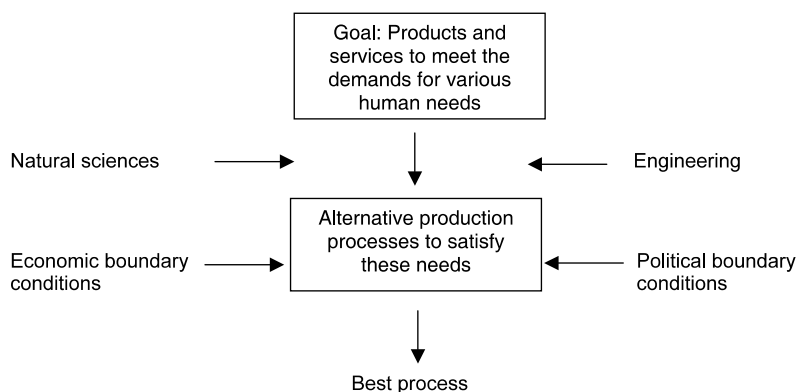 Goal: Products and
services to meet the
demands for various
human needs
Natural sciences
Engineering
Alternative production
processes to satisfy
these needs
Economic boundary
conditions
Political boundary
conditions
Best process